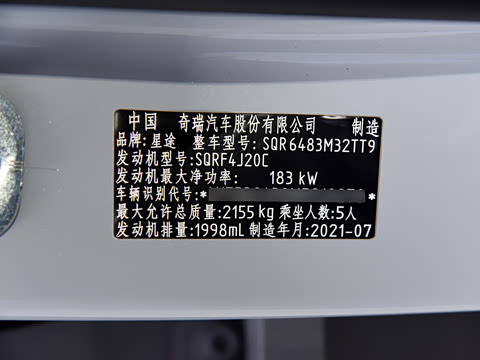 中国 奇瑞汽车股份有限公司 制造
品牌:星途 整车型号:SQR6483M32TT9
发动机型号:SQRF4J20C
发动机最大净功率: 183 kW
车辆识别代号:* *
最大允许总质量:2155 kg 乘坐人数:5人
发动机排量:1998mL 制造年月:2021-07